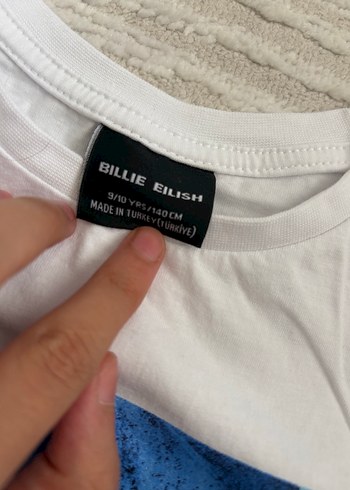 BILLIE EILISH
9/10 YRS/140 CM
MADE IN TURKEY(TÜRKİYE)